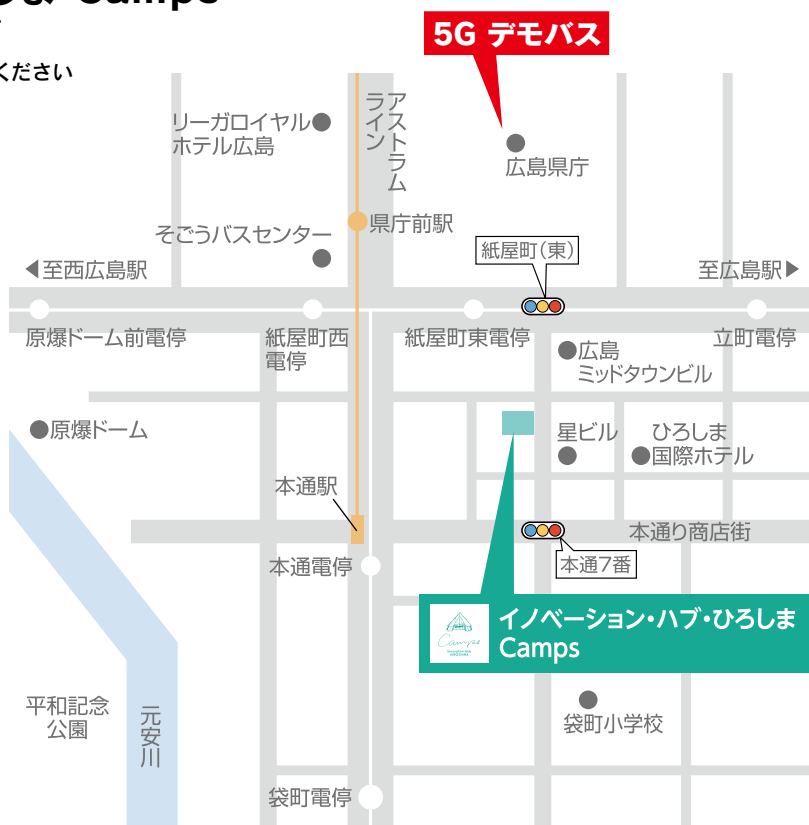 Camps
ください
5G デモバス
リーガロイヤル
ホテル広島
アストラム
ライン
広島県庁
県庁前駅
そごうバスセンター
紙屋町(東)
◀至西広島駅
至広島駅▶
原爆ドーム前電停
紙屋町西
電停
紙屋町東電停
立町電停
広島
ミッドタウンビル
原爆ドーム
星ビル
ひろしま
国際ホテル
本通駅
本通り商店街
本通電停
本通7番
イノベーション・ハブ・ひろしま
Camps
Camps
平和記念
公園
元安川
袋町小学校
袋町電停